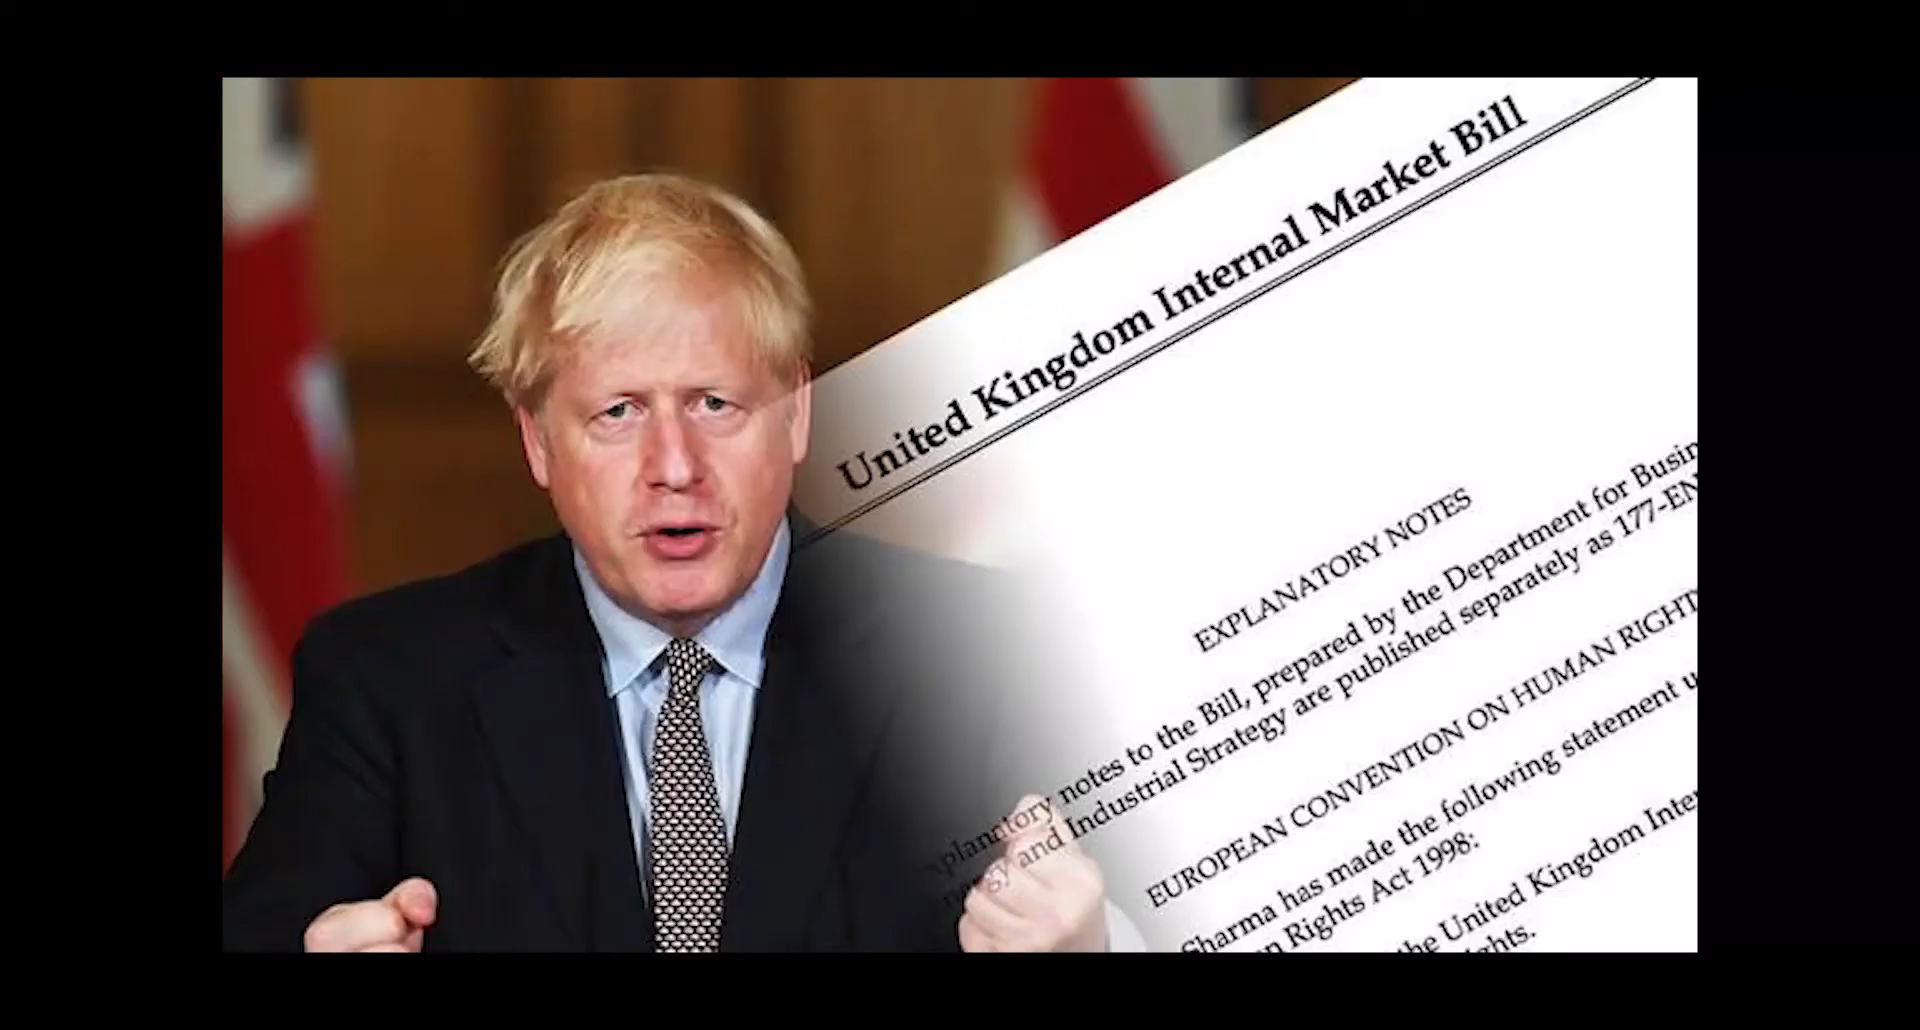 United Kingdom Internal Market Bill
EXPLANATORY NOTES
notes to the Bill, prepared by the Department for
and Industrial Strategy are published separately as 177-EN
EUROPEAN CONVENTION ON HUMAN
Sharma has made the following statement
Rights Act 1998:
the United Kingdom